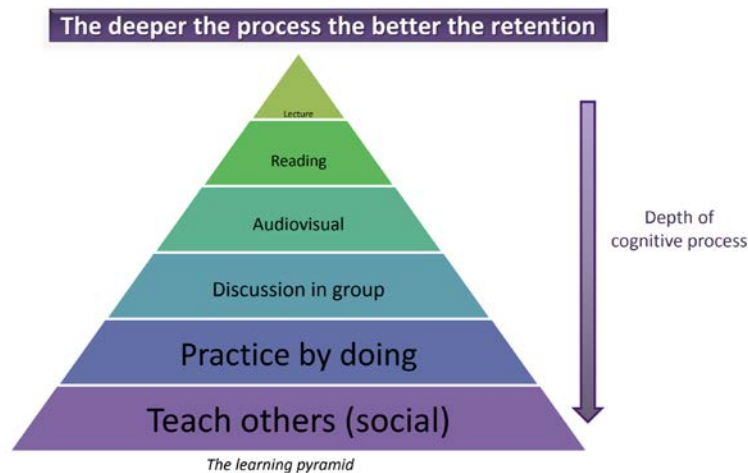 The deeper the process the better the retention
Lecture
Reading
Audiovisual
Discussion in group
Practice by doing
Teach others (social)
Depth of
cognitive process
The learning pyramid